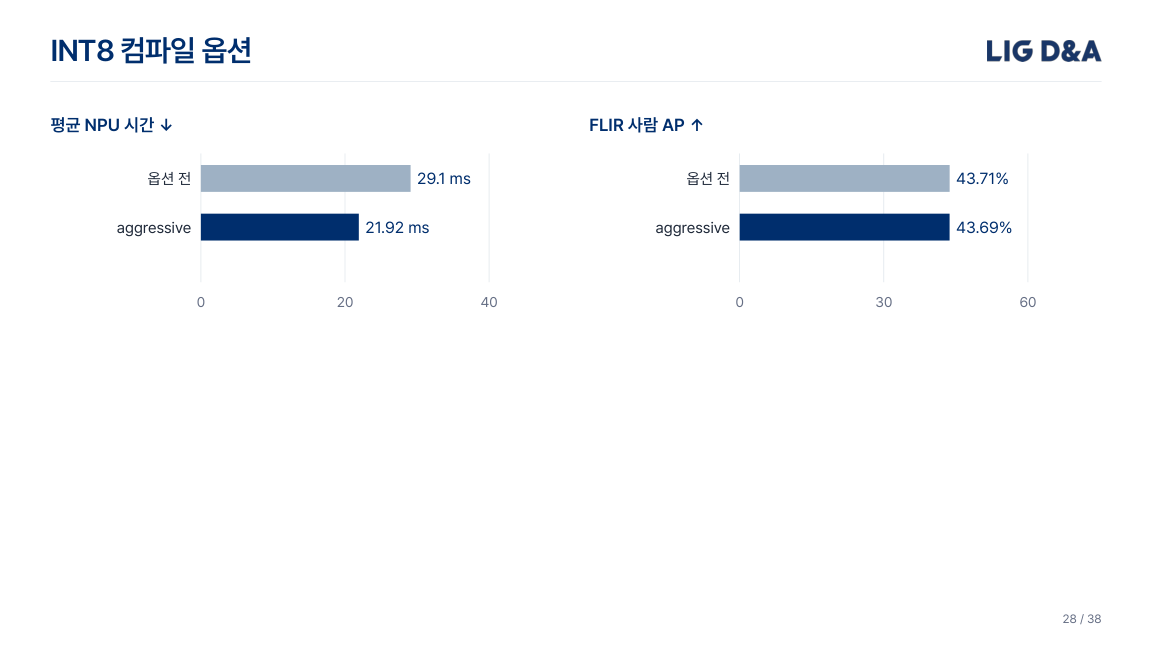 INT8 컴파일 옵션
LIG D&A
평균 NPU 시간 ↓
옵션 전
29.1 ms
aggressive
21.92 ms
0
20
40
FLIR 사람 AP ↑
옵션 전
43.71%
aggressive
43.69%
0
30
60
28 / 38